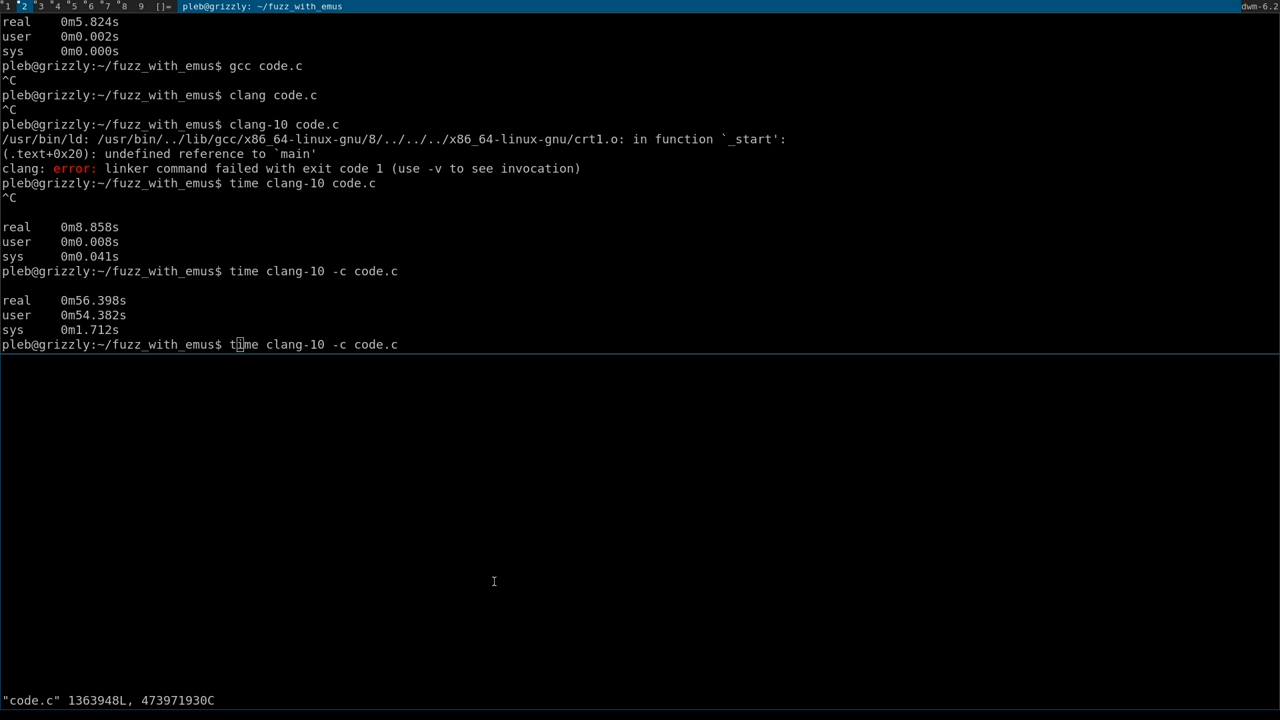 1 2 3 4 5 6 7 8 9 []= pleb@grizzly: ~/fuzz_with_emus dwm-6.2
real 0m5.824s
user 0m0.002s
sys 0m0.000s
pleb@grizzly:~/fuzz_with_emus$ gcc code.c
^C
pleb@grizzly:~/fuzz_with_emus$ clang code.c
^C
pleb@grizzly:~/fuzz_with_emus$ clang-10 code.c
/usr/bin/ld: /usr/bin/../lib/gcc/x86_64-linux-gnu/8/../../../x86_64-linux-gnu/crt1.o: in function `_start':
(.text+0x20): undefined reference to `main'
clang: error: linker command failed with exit code 1 (use -v to see invocation)
pleb@grizzly:~/fuzz_with_emus$ time clang-10 code.c
^C
real 0m8.858s
user 0m0.008s
sys 0m0.041s
pleb@grizzly:~/fuzz_with_emus$ time clang-10 -c code.c
real 0m56.398s
user 0m54.382s
sys 0m1.712s
pleb@grizzly:~/fuzz_with_emus$ time clang-10 -c code.c
"code.c" 1363948L, 473971930C